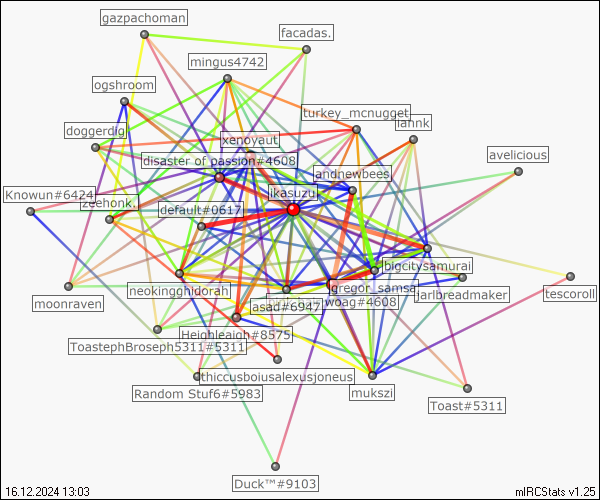 gazpachoman
facadas.
mingus4742
ogshroom
turkey_mcnugget
lahnk
doggerdig
xenoyaut
avelicious
disaster of passion#4608
andnewbees
Knowun#6424
ikasuzu
zeehonk.
default#0617
bigcitysamurai
moonraven
neokingghidorah
gregor_samsa
woag#4608
jarlbreadmaker
tescoroll
asad#6947
Heighleagh#8575
ToastephBroseph5311#5311
thiccusboiusalexusjoneus
Random Stuf6#5983
mukszi
Toast#5311
Duck™#9103
16.12.2024 13:03
mIRCStats v1.25